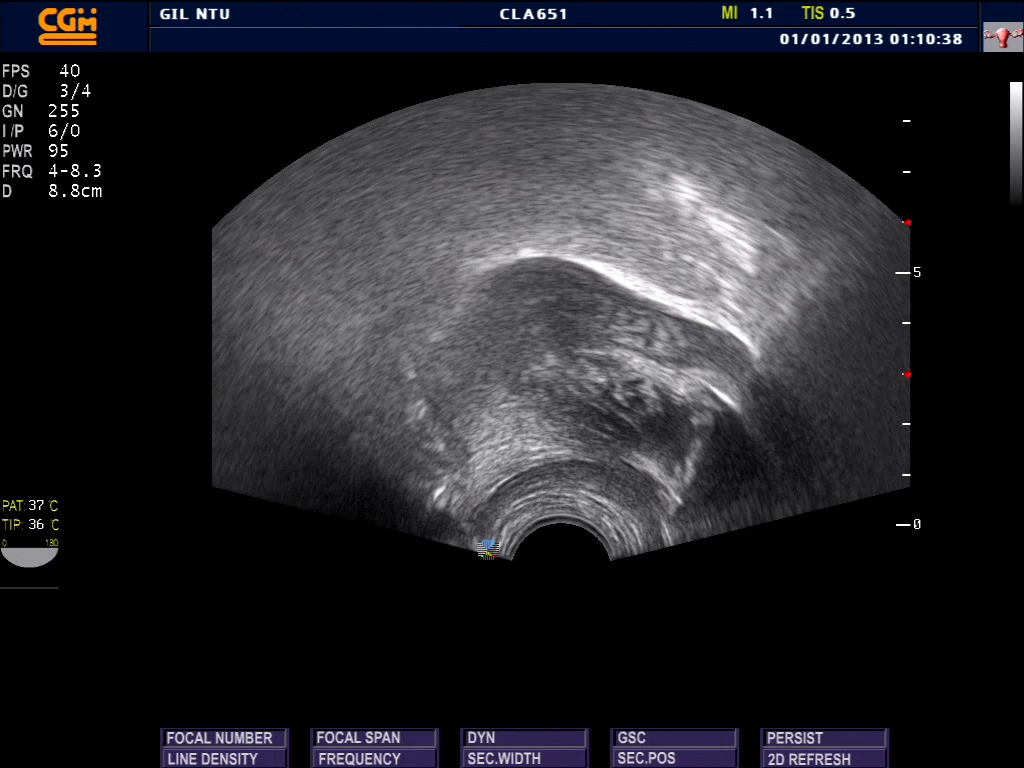 CGM
GIL NTU CLA651 MI 1.1 TIS 0.5
01/01/2013 01:10:38
FPS 40
D/G 3/4
GN 255
I/P 6/0
PWR 95
FRQ 4-8.3
D 8.8cm
5
PAT: 37 °C
TIP: 36 °C
0 180
0
FOCAL NUMBER FOCAL SPAN DYN GSC PERSIST
LINE DENSITY FREQUENCY SEC.WIDTH SEC.POS 2D REFRESH